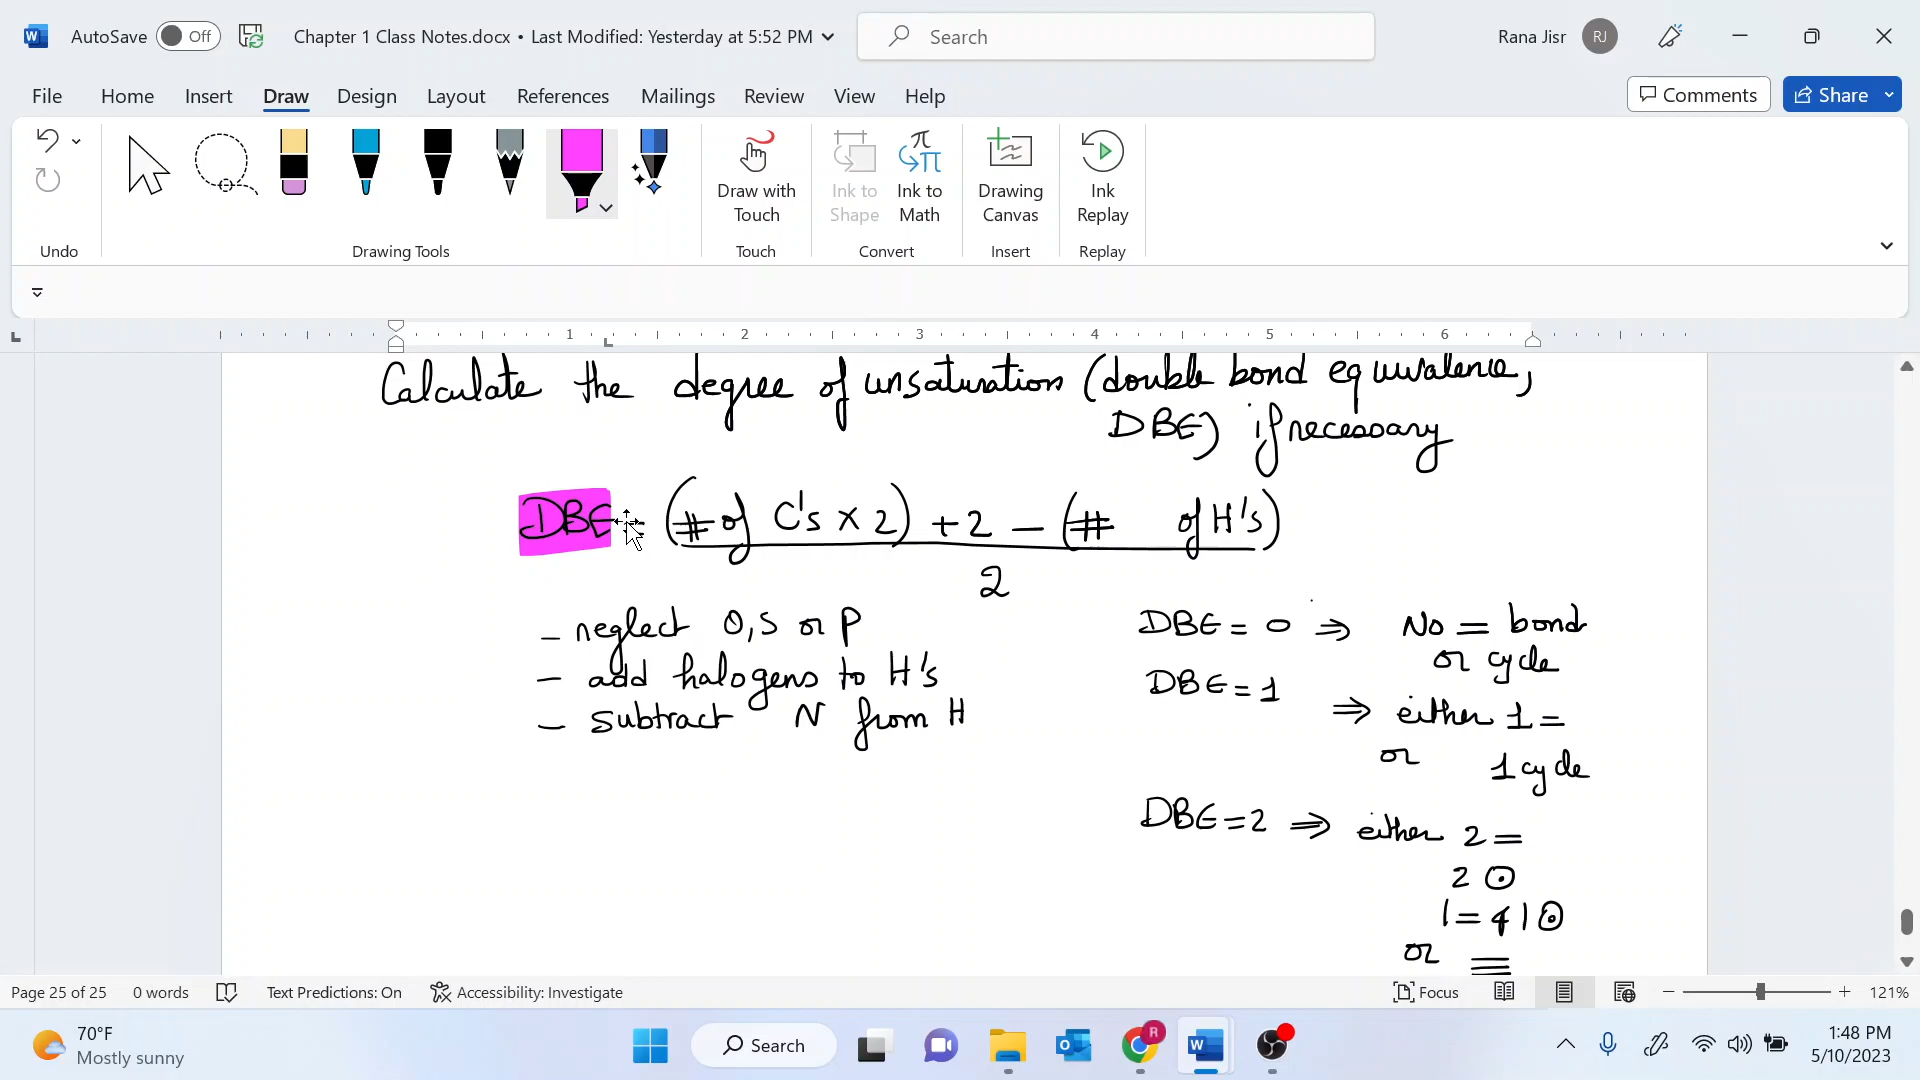 AutoSave Off Chapter 1 Class Notes.docx • Last Modified: Yesterday at 5:52 PM Search Rana Jisr RJ
File Home Insert Draw Design Layout References Mailings Review View Help Comments Share
Draw with Touch
Ink to Shape
Ink to Math
Drawing Canvas
Ink Replay
Undo Drawing Tools Touch Convert Insert Replay
1 2 3 4 5 6
Calculate the degree of unsaturation (double bond equivalence,
DBE) if necessary
DBE = (# of C's x 2) + 2 - (# of H's)
2
- neglect O, S or P
- add halogens to H's
- subtract N from H
DBE = 0 ⇒ No = bond
or cycle
DBE = 1
⇒ either 1 =
or 1 cycle
DBE = 2 ⇒ either 2 =
2
1 = 1
or ≡
Page 25 of 25 0 words Text Predictions: On Accessibility: Investigate Focus 121%
70°F
Mostly sunny
Search
R
1:48 PM
5/10/2023